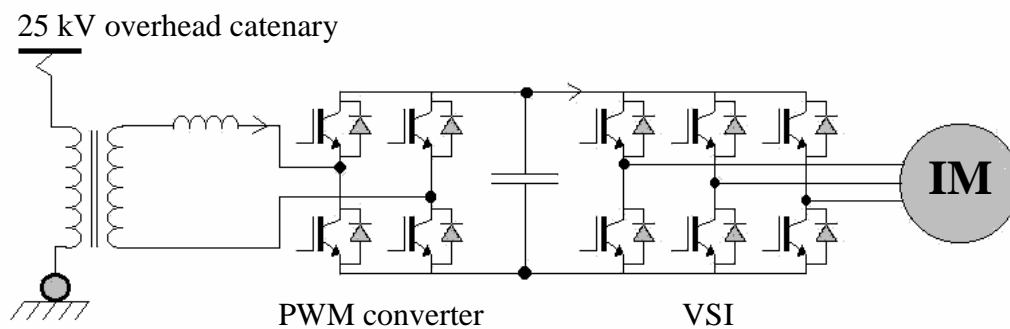 25 kV overhead catenary
IM
PWM converter
VSI